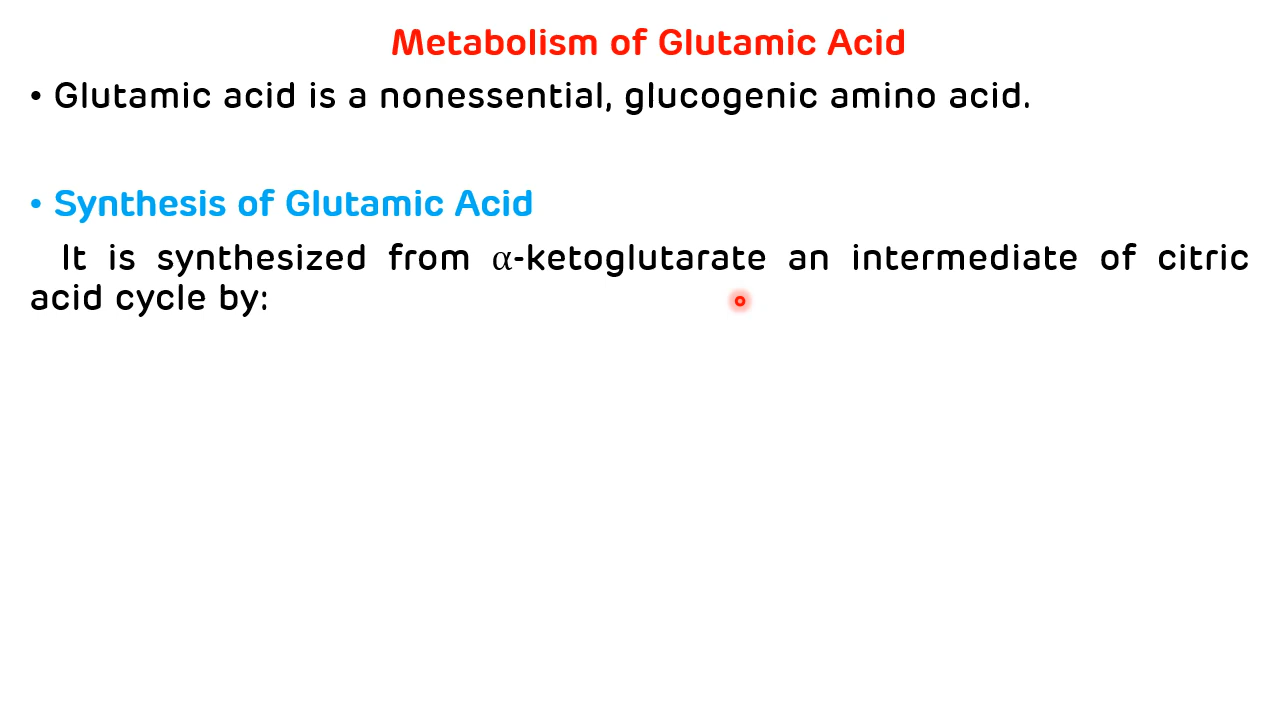 Metabolism of Glutamic Acid
• Glutamic acid is a nonessential, glucogenic amino acid.
• Synthesis of Glutamic Acid
It is synthesized from α-ketoglutarate an intermediate of citric
acid cycle by: